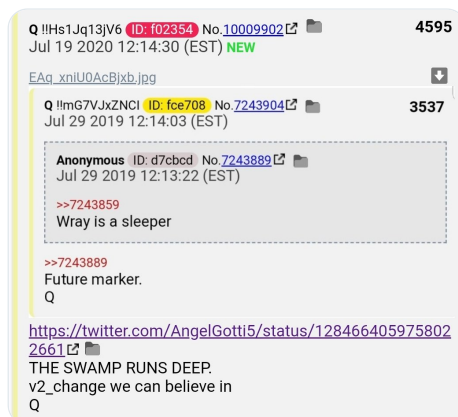 Q !!Hs1Jq13jV6 ID: f02354 No.10009902 4595
Jul 19 2020 12:14:30 (EST) NEW
EAq_xniU0AcBjxb.jpg
Q !!mG7VJxZNCI ID: fce708 No.7243904 3537
Jul 29 2019 12:14:03 (EST)
Anonymous ID: d7cbcd No.7243889
Jul 29 2019 12:13:22 (EST)
>>7243859
Wray is a sleeper
>>7243889
Future marker.
Q
https://twitter.com/AngelGotti5/status/128466405975802
2661
THE SWAMP RUNS DEEP.
v2_change we can believe in
Q